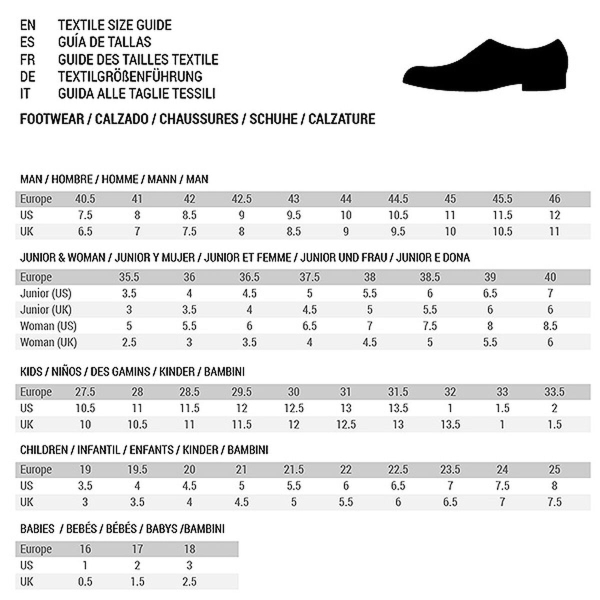 EN TEXTILE SIZE GUIDE
ES GUÍA DE TALLAS
FR GUIDE DES TAILLES TEXTILE
DE TEXTILGRÖßENFÜHRUNG
IT GUIDA ALLE TAGLIE TESSILI
FOOTWEAR / CALZADO / CHAUSSURES / SCHUHE / CALZATURE
MAN / HOMBRE / HOMME / MANN / MAN
Europe 40.5 41 42 42.5 43 44 44.5 45 45.5 46
US 7.5 8 8.5 9 9.5 10 10.5 11 11.5 12
UK 6.5 7 7.5 8 8.5 9 9.5 10 10.5 11
JUNIOR & WOMAN / JUNIOR Y MUJER / JUNIOR ET FEMME / JUNIOR UND FRAU / JUNIOR E DONA
Europe 35.5 36 36.5 37.5 38 38.5 39 40
Junior (US) 3.5 4 4.5 5 5.5 6 6.5 7
Junior (UK) 3 3.5 4 4.5 5 5.5 6 6
Woman (US) 5 5.5 6 6.5 7 7.5 8 8.5
Woman (UK) 2.5 3 3.5 4 4.5 5 5.5 6
KIDS / NIÑOS / DES GAMINS / KINDER / BAMBINI
Europe 27.5 28 28.5 29.5 30 31 31.5 32 33 33.5
US 10.5 11 11.5 12 12.5 13 13.5 1 1.5 2
UK 10 10.5 11 11.5 12 12.5 13 13.5 1 1.5
CHILDREN / INFANTIL / ENFANTS / KINDER / BAMBINI
Europe 19 19.5 20 21 21.5 22 22.5 23.5 24 25
US 3.5 4 4.5 5 5.5 6 6.5 7 7.5 8
UK 3 3.5 4 4.5 5 5.5 6 6.5 7 7.5
BABIES / BEBÉS / BÉBÉS / BABYS /BAMBINI
Europe 16 17 18
US 1 2 3
UK 0.5 1.5 2.5